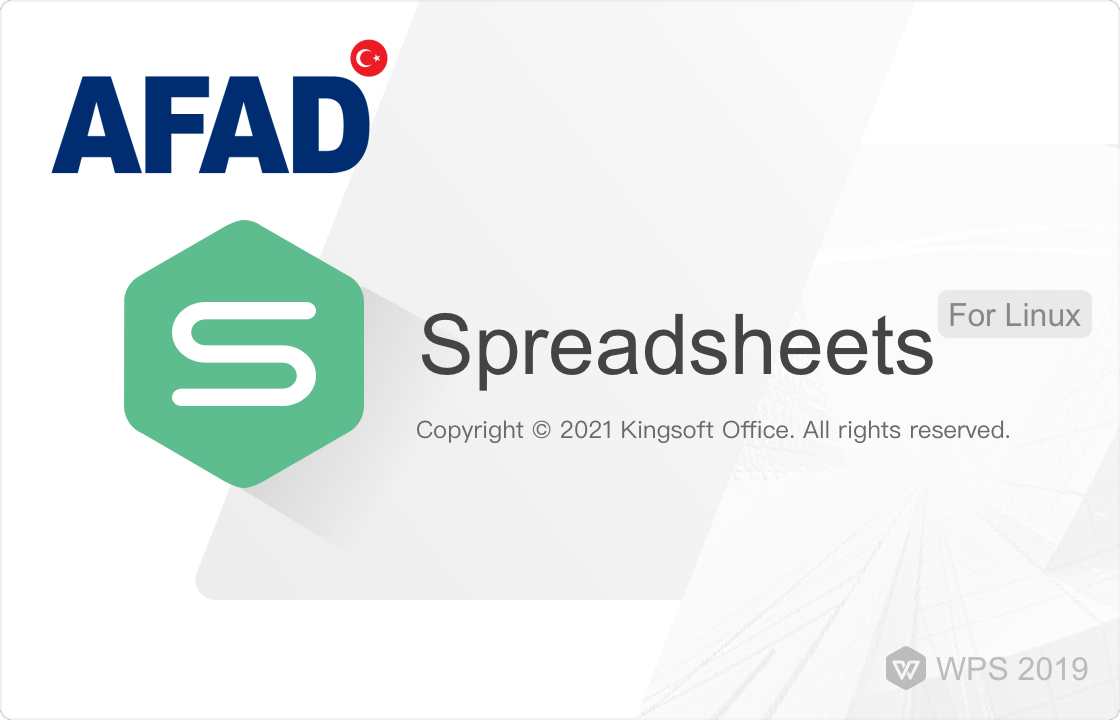 AFAD
Spreadsheets
For Linux
Copyright © 2021 Kingsoft Office. All rights reserved.
WPS 2019